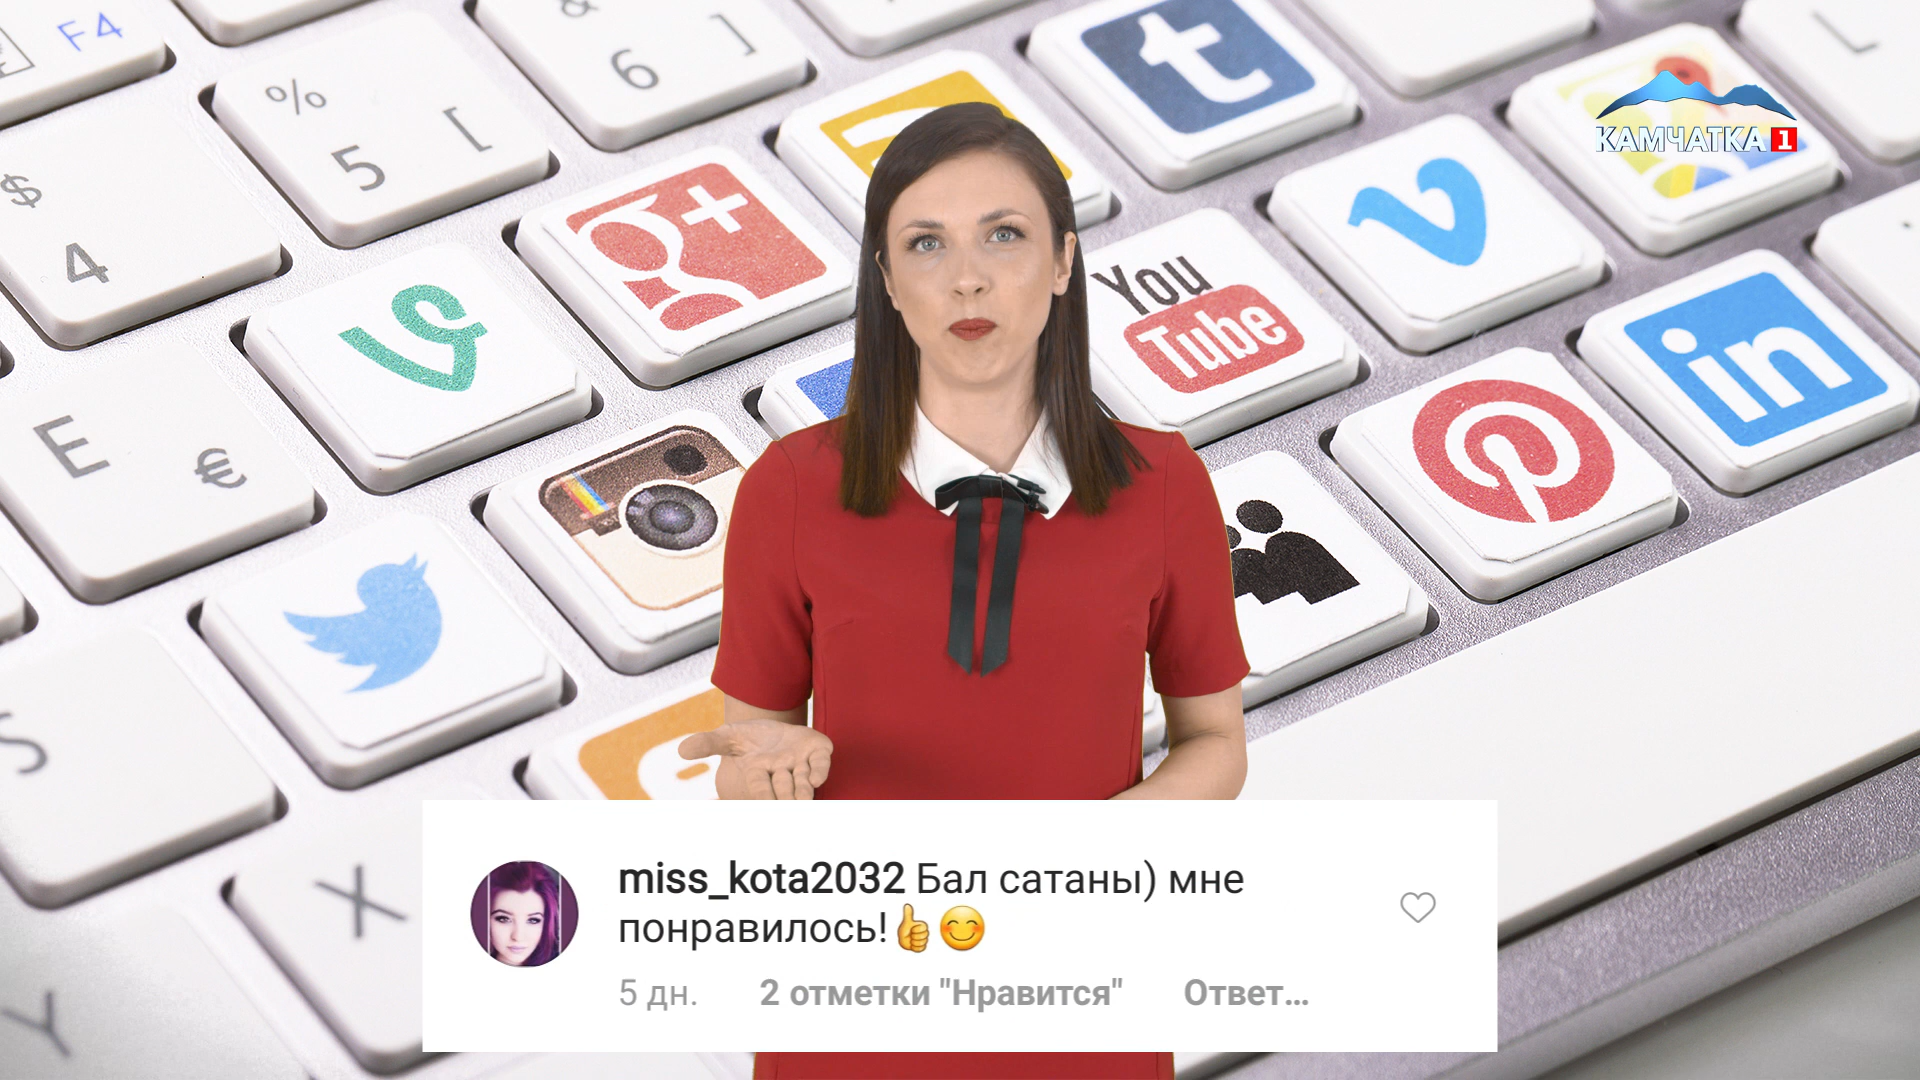 F4
&
6 ]
%
5 [
$
4
E €
S
X
Y
L
t
g+
You
Tube
in
КАМЧАТКА 1
miss_kota2032 Бал сатаны) мне
понравилось!👍😊
5 дн. 2 отметки "Нравится" Ответ...